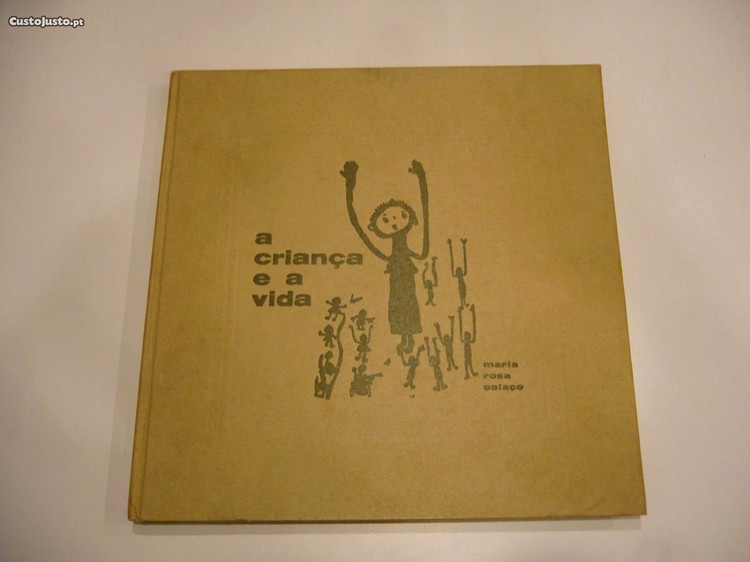 CustoJusto.pt
a
criança
e a
vida
maria
rosa
colaço